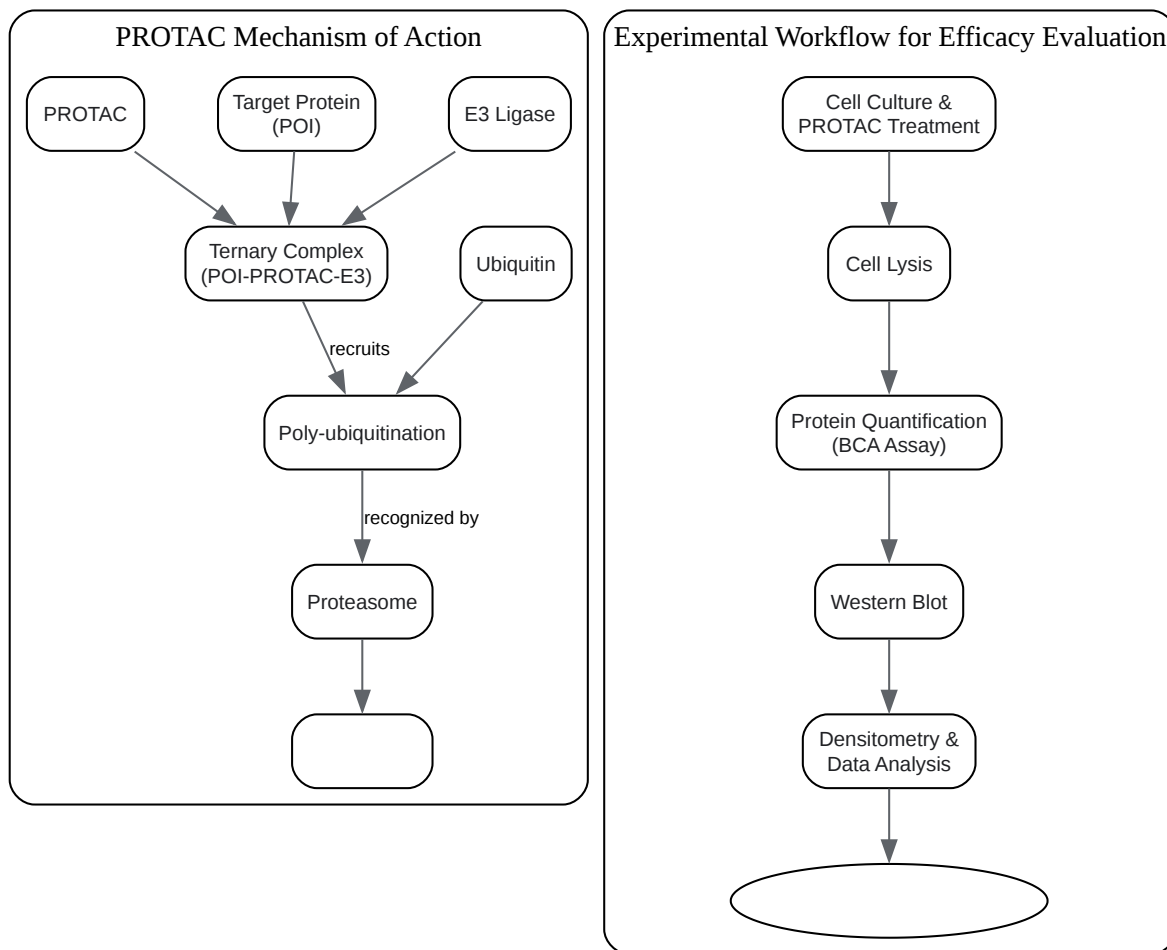 PROTAC Mechanism of Action
PROTAC
Target Protein
(POI)
E3 Ligase
Ternary Complex
(POI-PROTAC-E3)
Ubiquitin
recruits
Poly-ubiquitination
recognized by
Proteasome
Experimental Workflow for Efficacy Evaluation
Cell Culture &
PROTAC Treatment
Cell Lysis
Protein Quantification
(BCA Assay)
Western Blot
Densitometry &
Data Analysis